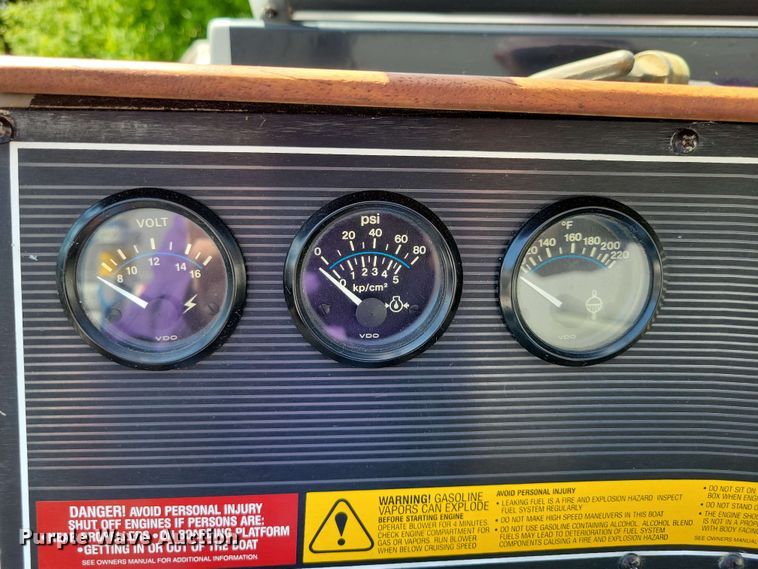 VOLT
8 10 12 14 16
VDO
psi
0 20 40 60 80
0 1 2 3 4 5
kp/cm²
VDO
°F
140 160 180 200 220
VDO
DANGER! AVOID PERSONAL INJURY
SHUT OFF ENGINES IF PERSONS ARE:
PLATFORM
•GETTING IN OR OUT OF THE BOAT
SEE OWNERS MANUAL FOR ADDITIONAL INFORMATION
Purple Wave Auction
WARNING! GASOLINE
VAPORS CAN EXPLODE
BEFORE STARTING ENGINE
OPERATE BLOWER FOR 4 MINUTES.
CHECK ENGINE COMPARTMENT FOR
GAS OR VAPORS. RUN BLOWER
WHEN BELOW CRUISING SPEED
AVOID PERSONAL INJURY
• LEAKING FUEL IS A FIRE AND EXPLOSION HAZARD. INSPECT
FUEL SYSTEM REGULARLY
• DO NOT MAKE HIGH SPEED MANEUVERS IN THIS BOAT
• DO NOT USE GASOLINE CONTAINING ALCOHOL. ALCOHOL BLEND
FUELS MAY LEAD TO DETERIORATION OF FUEL SYSTEM
COMPONENTS CAUSING A FIRE AND EXPLOSION HAZARD
• DO NOT SIT ON
BOX WHEN ENGI
• DO NOT STAND
• THE ENGINE
IS NOT IN A PROP
WITH BODY FACING
SEE OWNERS MANUAL